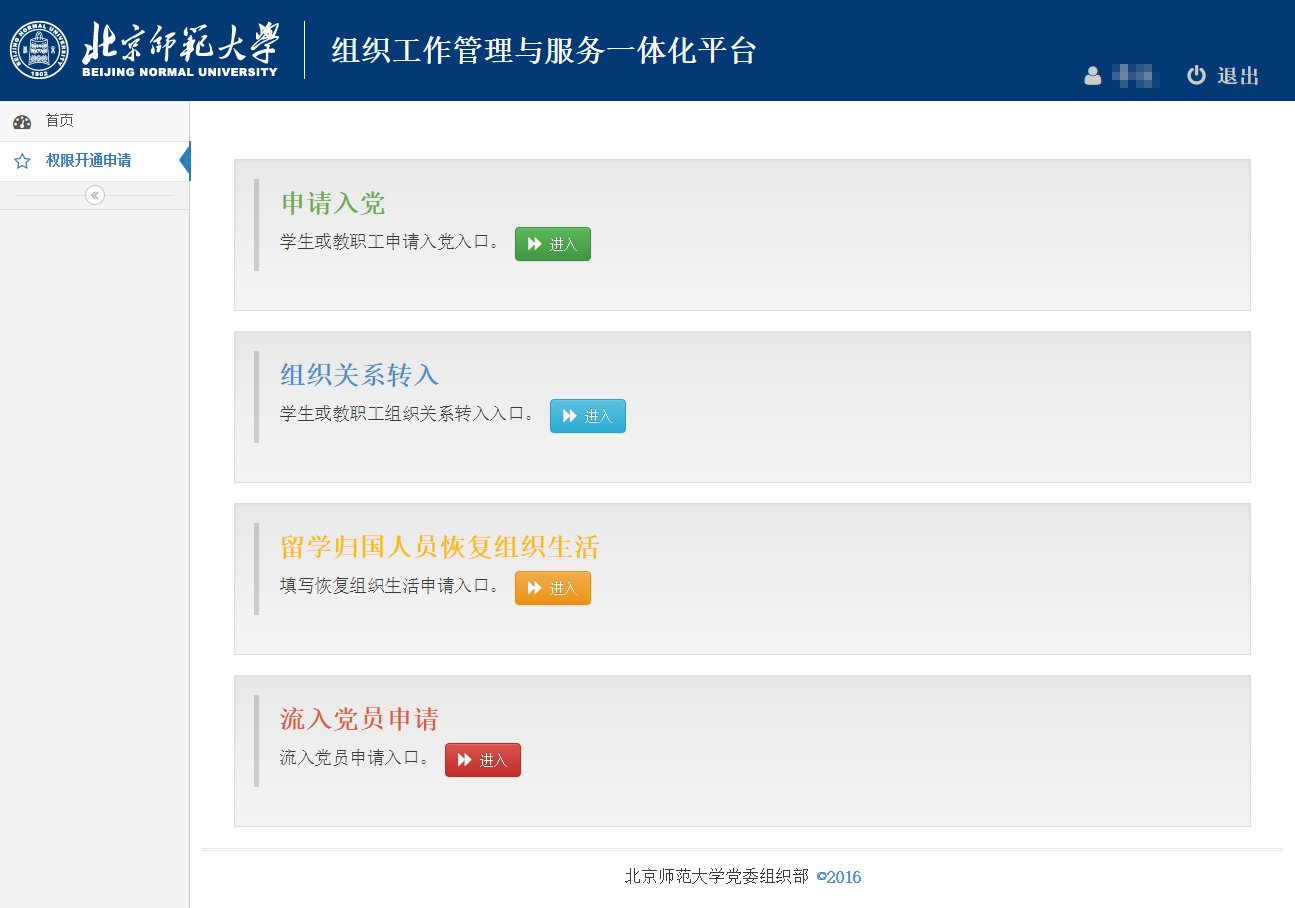 北京师范大学
BEIJING NORMAL UNIVERSITY
BEIJING NORMAL UNIVERSITY
1902
组织工作管理与服务一体化平台
退出
首页
权限开通申请
申请入党
学生或教职工申请入党入口。 进入
组织关系转入
学生或教职工组织关系转入入口。 进入
留学归国人员恢复组织生活
填写恢复组织生活申请入口。 进入
流入党员申请
流入党员申请入口。 进入
北京师范大学党委组织部 ©2016